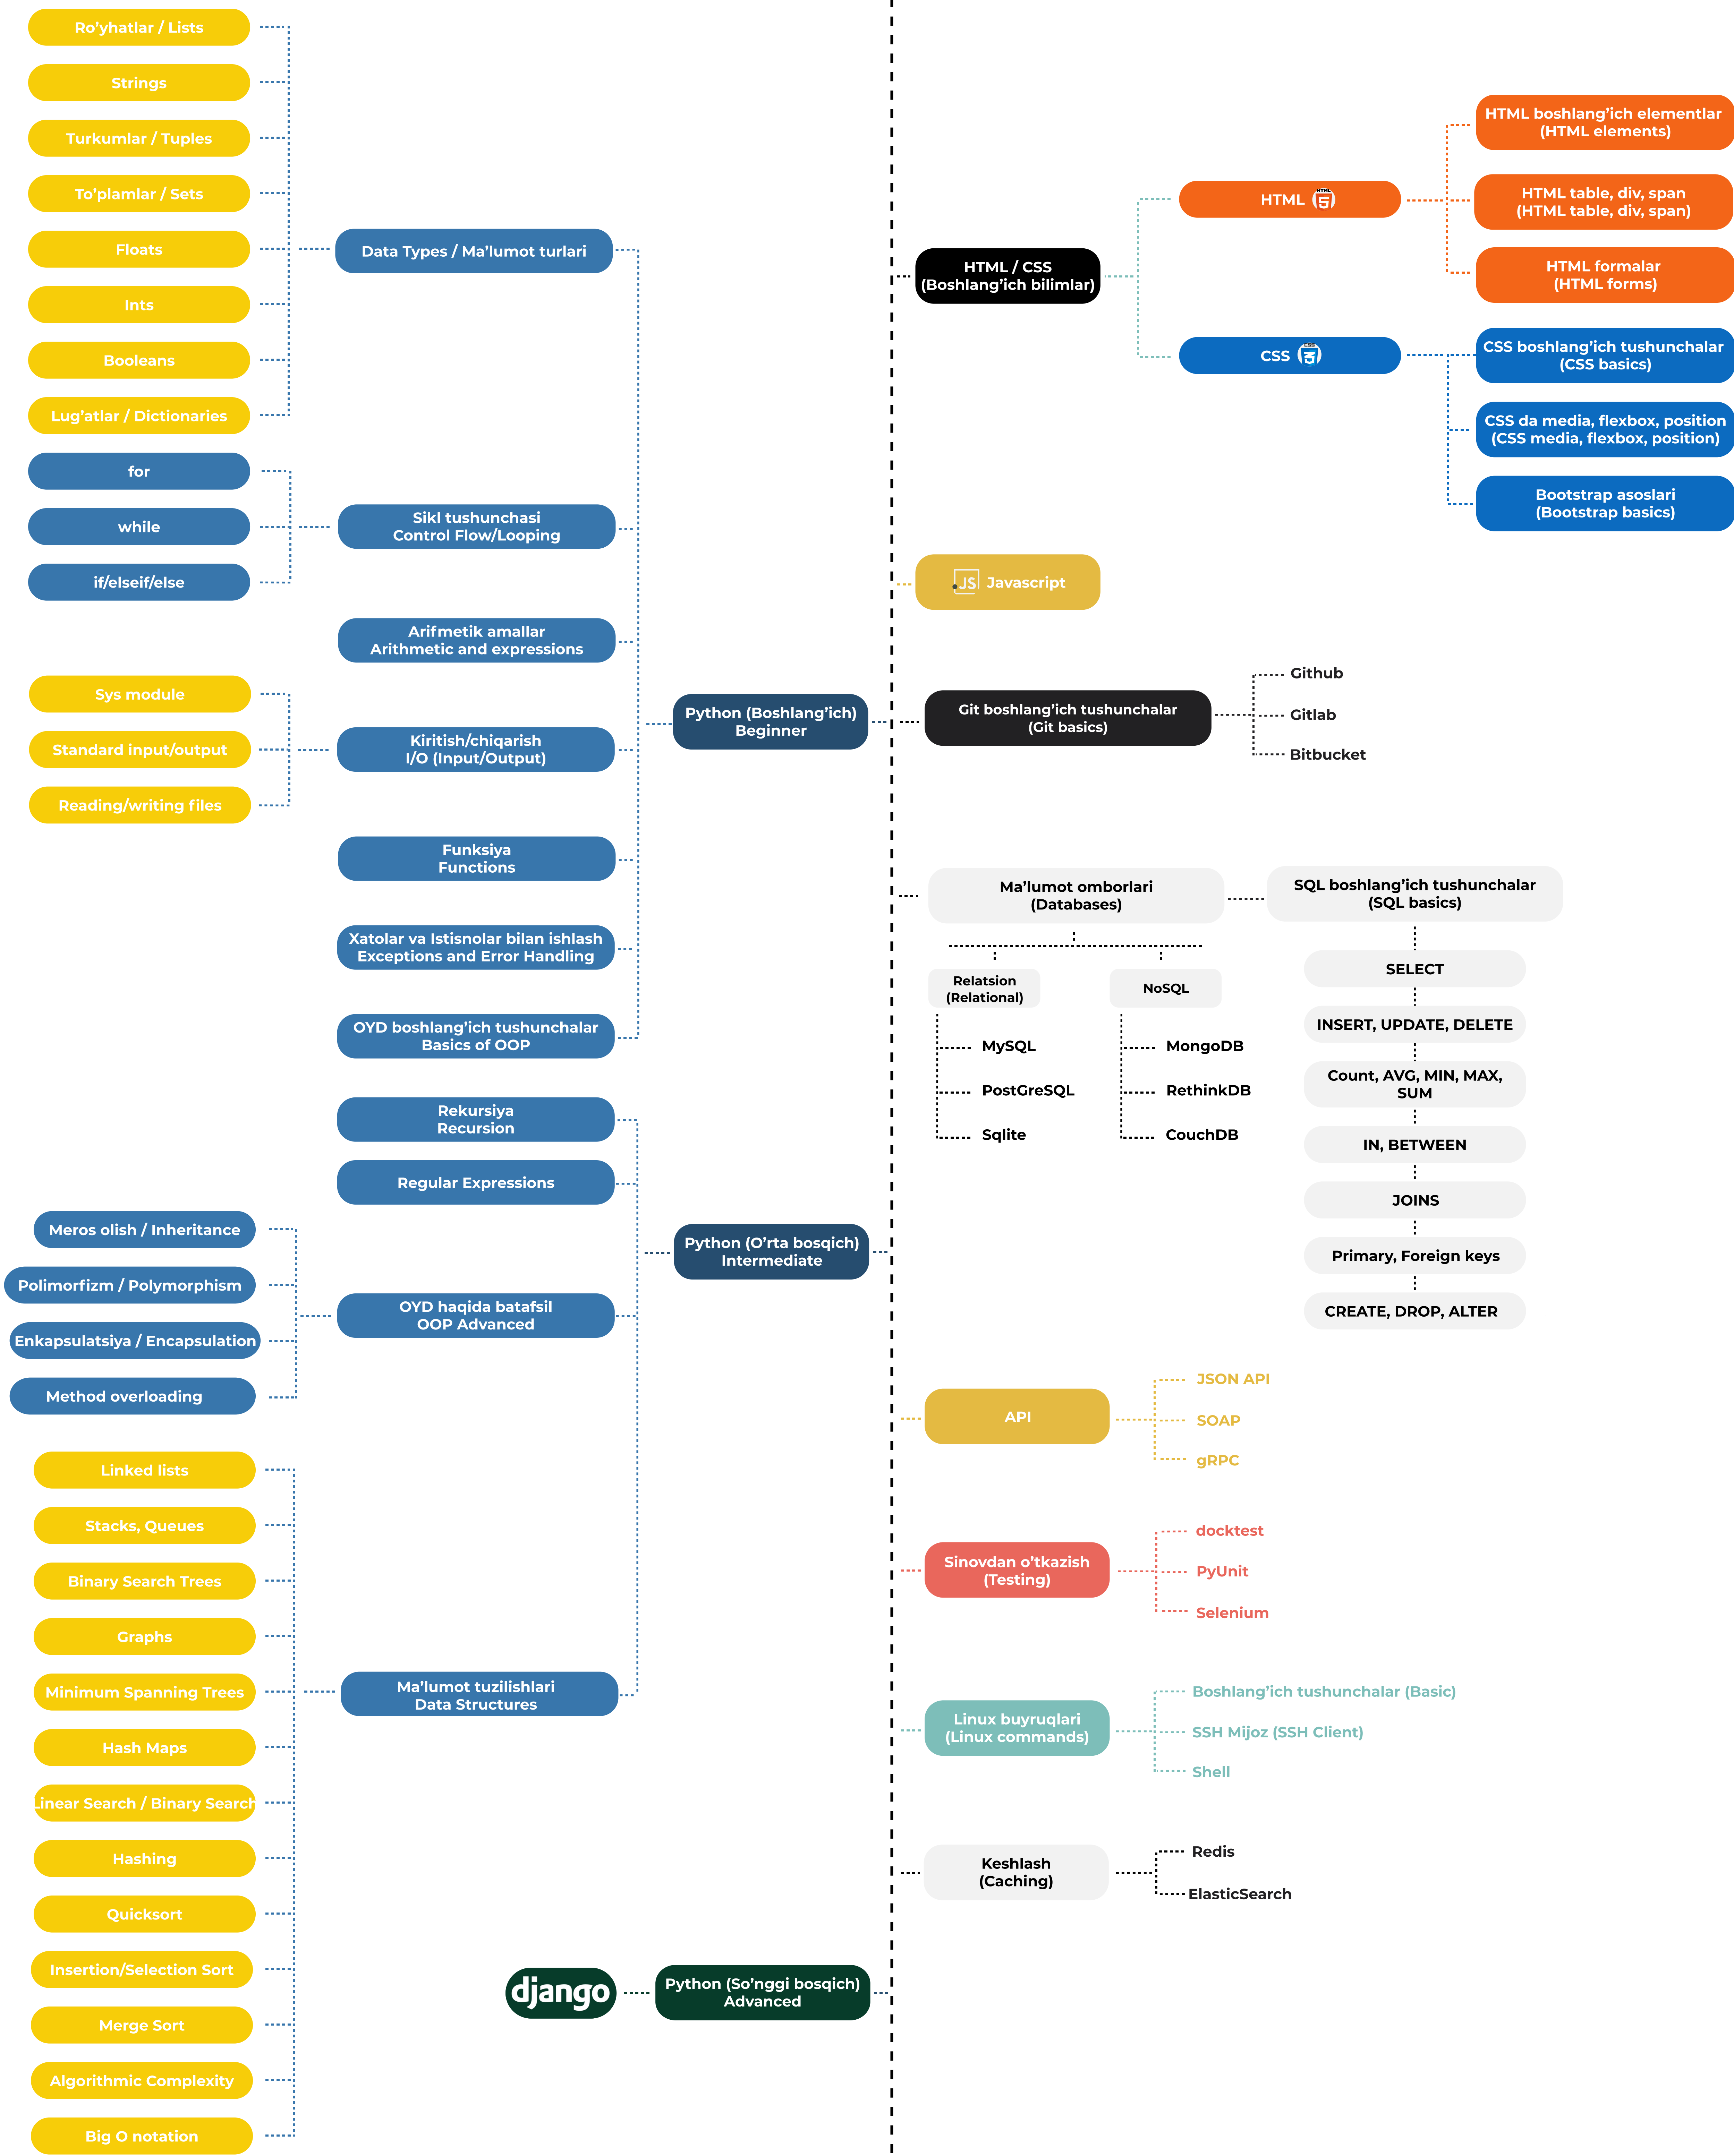 Ro’yhatlar / Lists
Strings
Turkumlar / Tuples
To’plamlar / Sets
Floats
Ints
Booleans
Lug’atlar / Dictionaries
Data Types / Ma’lumot turlari
for
while
if/elseif/else
Sikl tushunchasi
Control Flow/Looping
Arifmetik amallar
Arithmetic and expressions
Sys module
Standard input/output
Reading/writing files
Kiritish/chiqarish
I/O (Input/Output)
Funksiya
Functions
Xatolar va Istisnolar bilan ishlash
Exceptions and Error Handling
OYD boshlang’ich tushunchalar
Basics of OOP
Python (Boshlang’ich)
Beginner
Rekursiya
Recursion
Regular Expressions
Meros olish / Inheritance
Polimorfizm / Polymorphism
Enkapsulatsiya / Encapsulation
Method overloading
OYD haqida batafsil
OOP Advanced
Python (O’rta bosqich)
Intermediate
Linked lists
Stacks, Queues
Binary Search Trees
Graphs
Minimum Spanning Trees
Hash Maps
Linear Search / Binary Search
Hashing
Quicksort
Insertion/Selection Sort
Merge Sort
Algorithmic Complexity
Big O notation
Ma’lumot tuzilishlari
Data Structures
django
Python (So’nggi bosqich)
Advanced
HTML / CSS
(Boshlang’ich bilimlar)
HTML
HTML
5
HTML boshlang’ich elementlar
(HTML elements)
HTML table, div, span
(HTML table, div, span)
HTML formalar
(HTML forms)
CSS
CSS
3
CSS boshlang’ich tushunchalar
(CSS basics)
CSS da media, flexbox, position
(CSS media, flexbox, position)
Bootstrap asoslari
(Bootstrap basics)
JS
Javascript
Git boshlang’ich tushunchalar
(Git basics)
Github
Gitlab
Bitbucket
Ma’lumot omborlari
(Databases)
Relatsion
(Relational)
MySQL
PostGreSQL
Sqlite
NoSQL
MongoDB
RethinkDB
CouchDB
SQL boshlang’ich tushunchalar
(SQL basics)
SELECT
INSERT, UPDATE, DELETE
Count, AVG, MIN, MAX,
SUM
IN, BETWEEN
JOINS
Primary, Foreign keys
CREATE, DROP, ALTER
API
JSON API
SOAP
gRPC
Sinovdan o’tkazish
(Testing)
docktest
PyUnit
Selenium
Linux buyruqlari
(Linux commands)
Boshlang’ich tushunchalar (Basic)
SSH Mijoz (SSH Client)
Shell
Keshlash
(Caching)
Redis
ElasticSearch